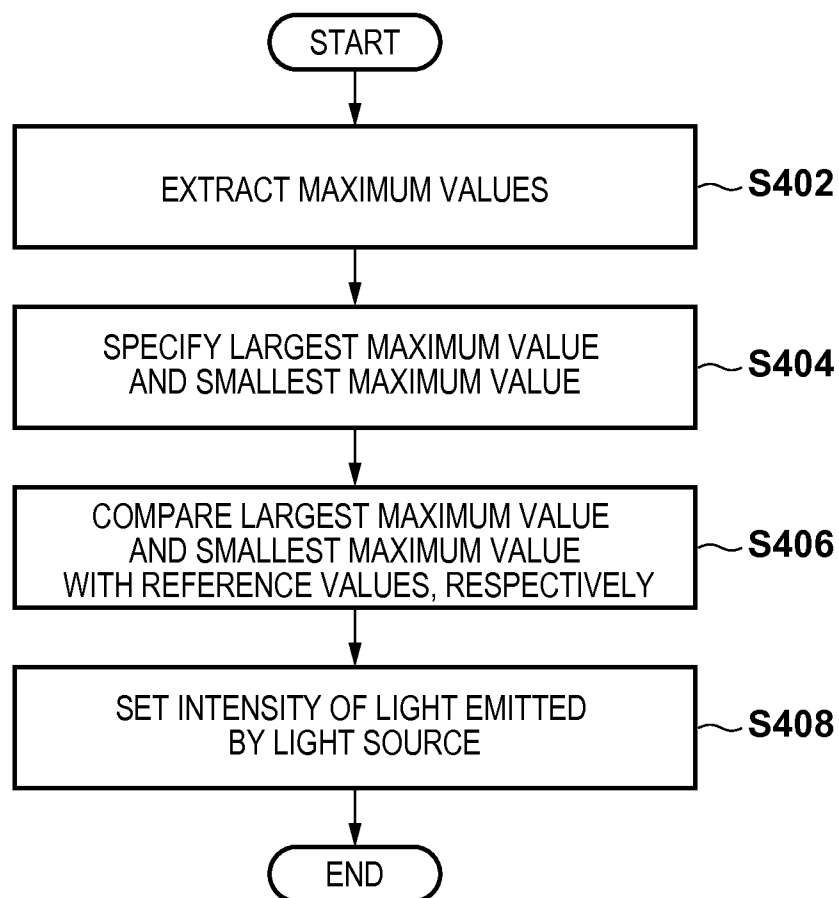 START
EXTRACT MAXIMUM VALUES
S402
SPECIFY LARGEST MAXIMUM VALUE
AND SMALLEST MAXIMUM VALUE
S404
COMPARE LARGEST MAXIMUM VALUE
AND SMALLEST MAXIMUM VALUE
WITH REFERENCE VALUES, RESPECTIVELY
S406
SET INTENSITY OF LIGHT EMITTED
BY LIGHT SOURCE
S408
END